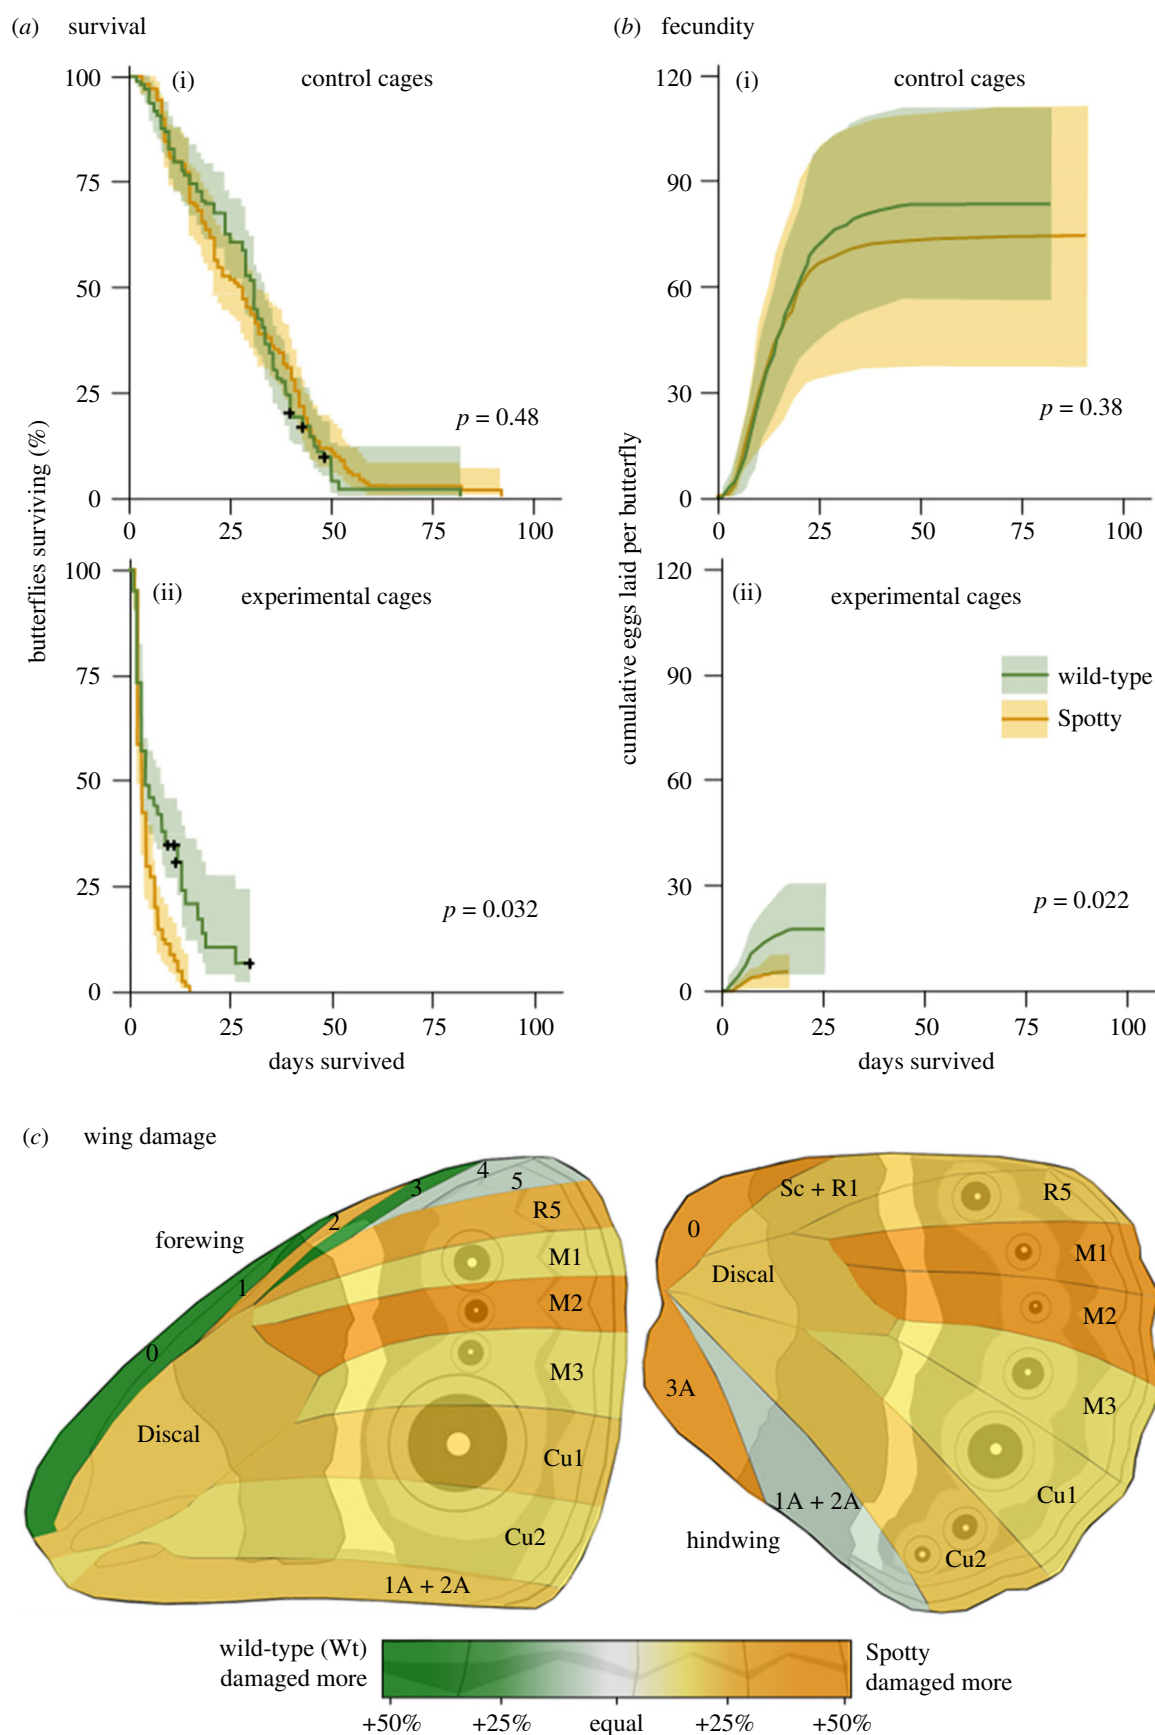 (a) survival
(b) fecundity
(i) control cages
100
75
50
25
0
p = 0.48
0 25 50 75 100
(i) control cages
120
90
60
30
0
p = 0.38
0 25 50 75 100
butterflies surviving (%)
cumulative eggs laid per butterfly
(ii) experimental cages
100
75
50
25
0
p = 0.032
0 25 50 75 100
days survived
(ii) experimental cages
120
90
60
30
0
wild-type
Spotty
p = 0.022
0 25 50 75 100
days survived
(c) wing damage
forewing
0
1
2
3
4
5
R5
M1
M2
M3
Discal
Cu1
Cu2
1A + 2A
hindwing
0
Sc + R1
R5
Discal
M1
M2
3A
M3
1A + 2A
Cu1
Cu2
wild-type (Wt)
damaged more
Spotty
damaged more
+50% +25% equal +25% +50%